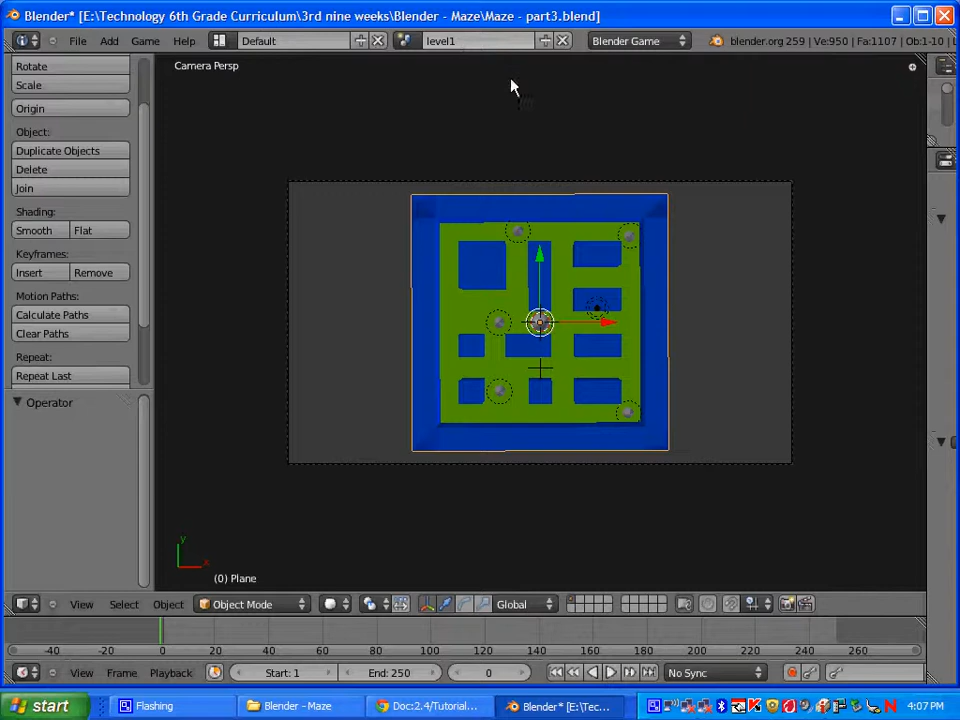 Blender* [E:\Technology 6th Grade Curriculum\3rd nine weeks\Blender - Maze\Maze - part3.blend]
File Add Game Help Default level1 Blender Game blender.org 259 | Ve:950 | Fa:1107 | Ob:1-10 | L
Rotate
Camera Persp
Scale
Origin
Object:
Duplicate Objects
Delete
Join
Shading:
Smooth Flat
Keyframes:
Insert Remove
Motion Paths:
Calculate Paths
Clear Paths
Repeat:
Repeat Last
Operator
y
x
(0) Plane
View Select Object Object Mode Global
-40 -20 0 20 40 60 80 100 120 140 160 180 200 220 240 260
View Frame Playback Start: 1 End: 250 0 No Sync
start Flashing Blender - Maze Doc:2.4/Tutorial... Blender* [E:\Tec... 4:07 PM